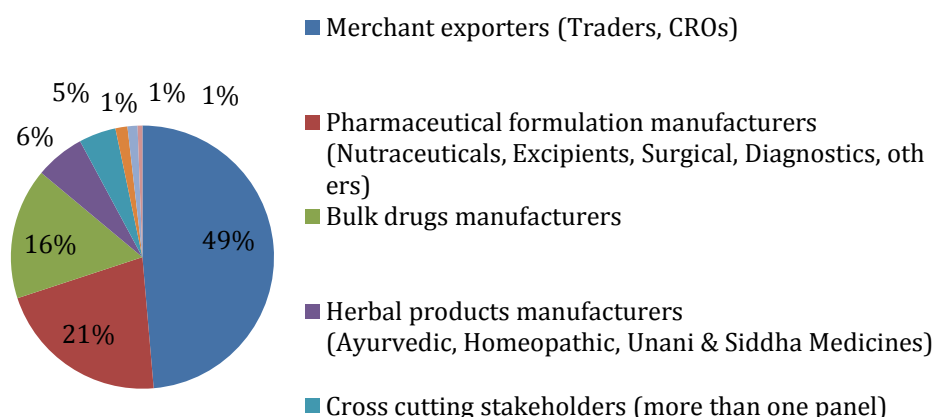 Merchant exporters (Traders, CROs)
5%
1%
1%
1%
Pharmaceutical formulation manufacturers
(Nutraceuticals, Excipients, Surgical, Diagnostics, oth
ers)
6%
Bulk drugs manufacturers
16%
49%
Herbal products manufacturers
(Ayurvedic, Homeopathic, Unani & Siddha Medicines)
21%
Cross cutting stakeholders (more than one panel)